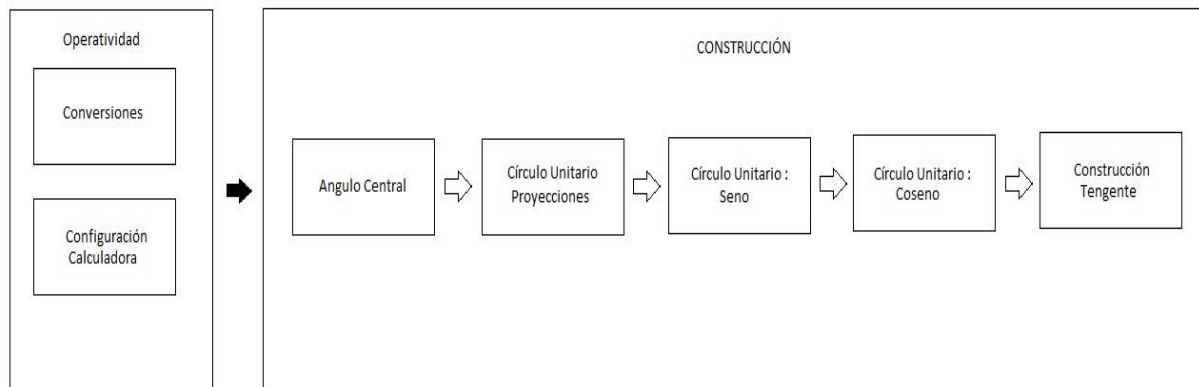 Operatividad
Conversiones
Configuración
Calculadora
CONSTRUCCIÓN
Angulo Central
Círculo Unitario
Proyecciones
Círculo Unitario :
Seno
Círculo Unitario :
Coseno
Construcción
Tengente